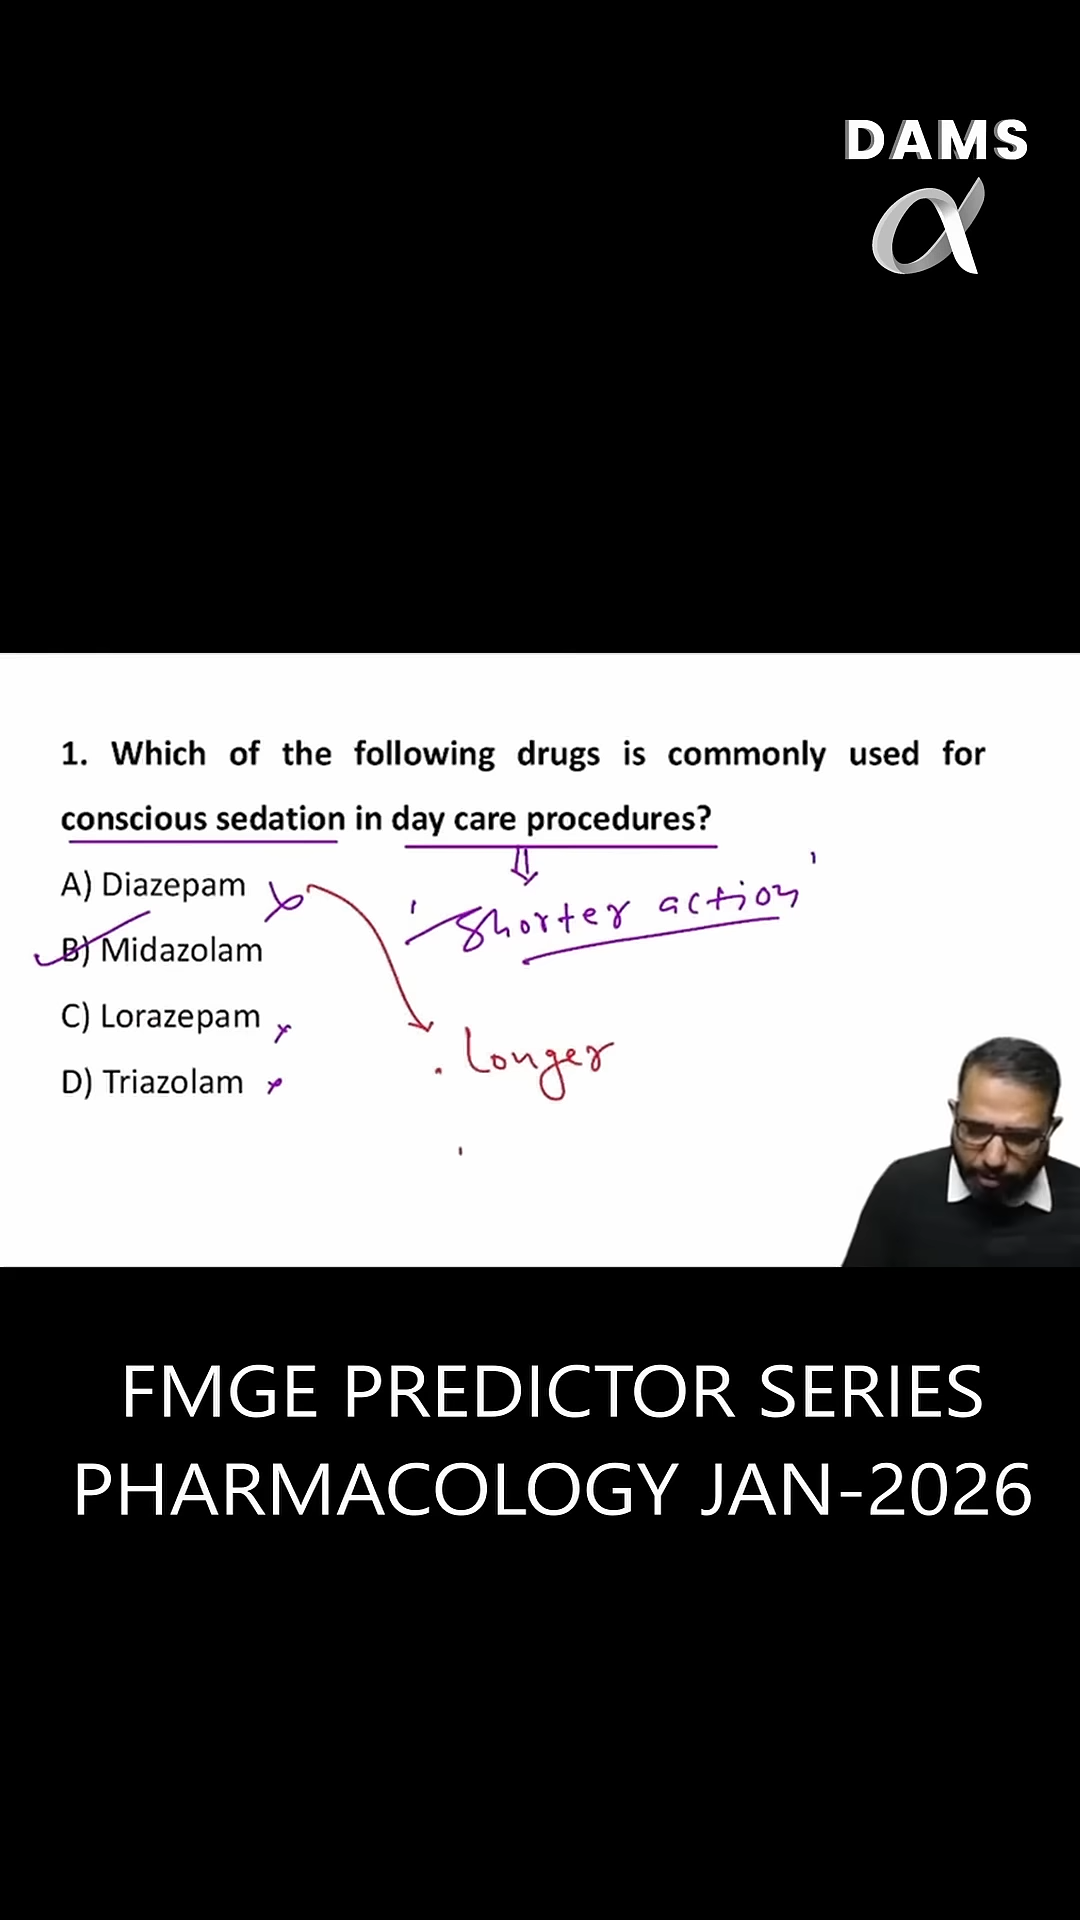 DAMS
1. Which of the following drugs is commonly used for
conscious sedation in day care procedures?
A) Diazepam
'Shorter action'
B) Midazolam
C) Lorazepam
Longer
D) Triazolam
FMGE PREDICTOR SERIES
PHARMACOLOGY JAN-2026